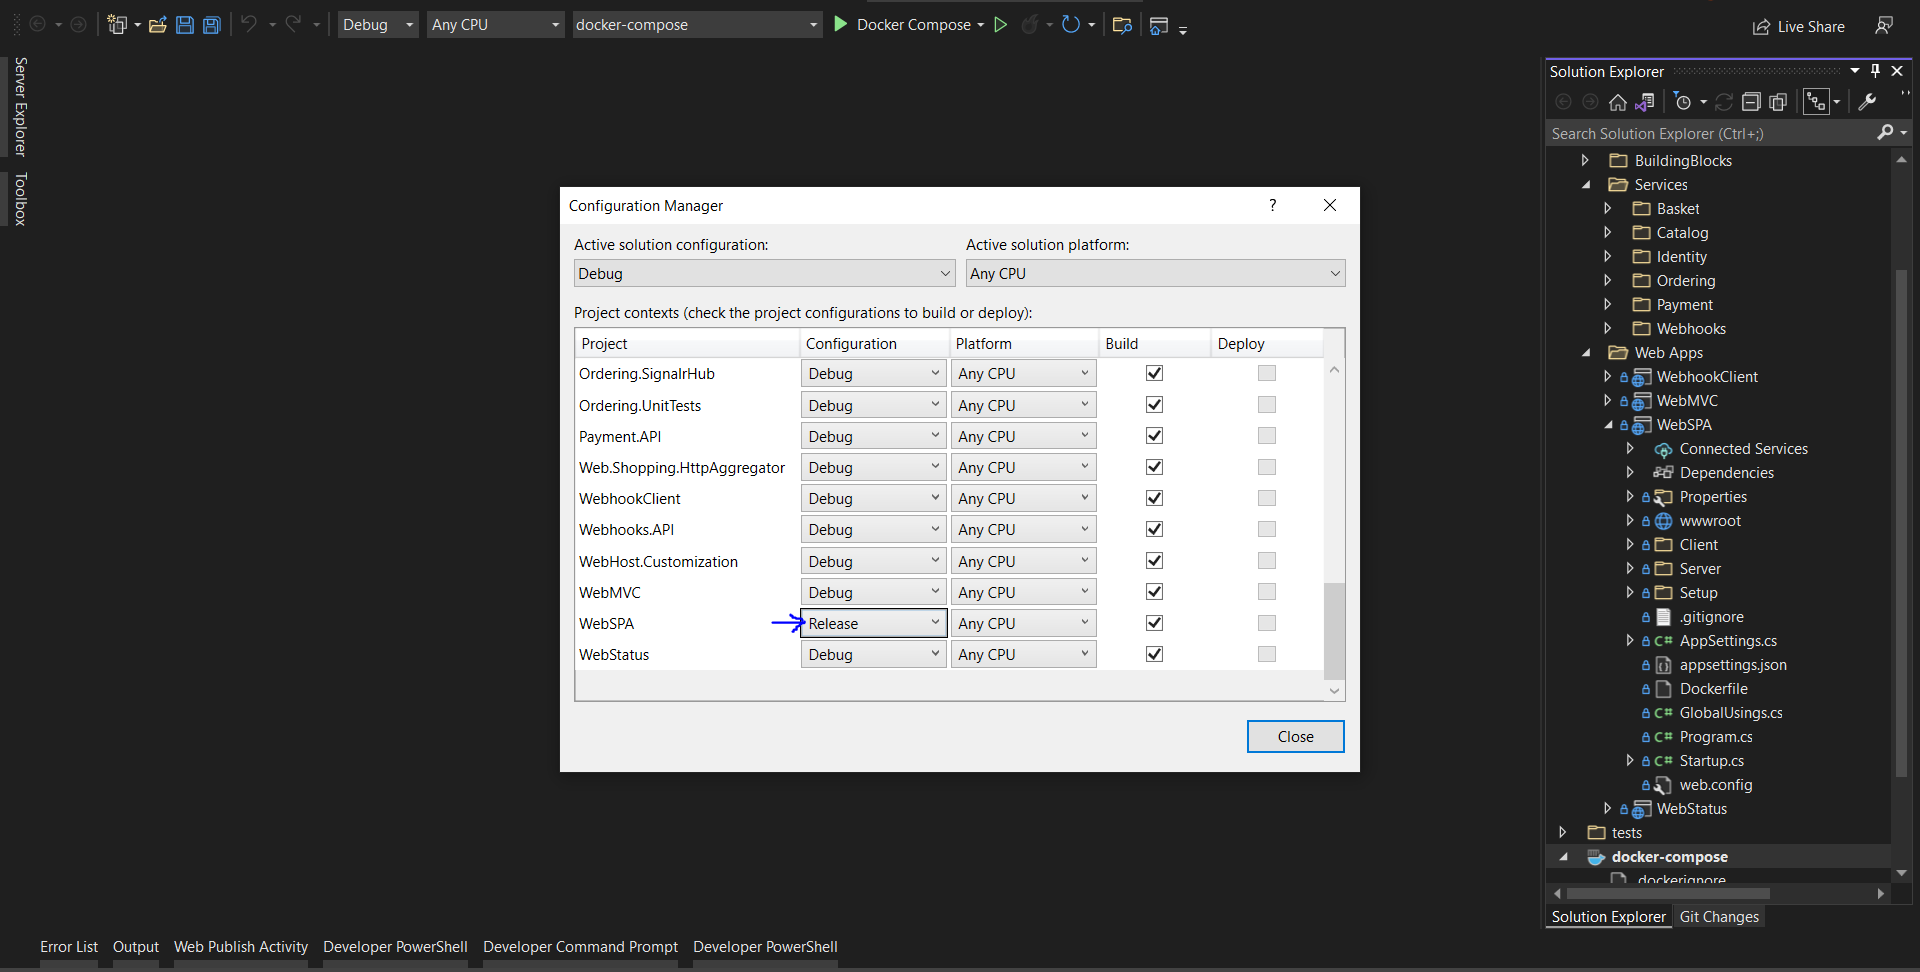 Debug
Any CPU
docker-compose
Docker Compose
Live Share
Server Explorer
Toolbox
Configuration Manager
?
Active solution configuration:
Active solution platform:
Debug
Any CPU
Project contexts (check the project configurations to build or deploy):
Project Configuration Platform Build Deploy
Ordering.SignalrHub Debug Any CPU
Ordering.UnitTests Debug Any CPU
Payment.API Debug Any CPU
Web.Shopping.HttpAggregator Debug Any CPU
WebhookClient Debug Any CPU
Webhooks.API Debug Any CPU
WebHost.Customization Debug Any CPU
WebMVC Debug Any CPU
WebSPA Release Any CPU
WebStatus Debug Any CPU
Close
Solution Explorer
Search Solution Explorer (Ctrl+;)
BuildingBlocks
Services
Basket
Catalog
Identity
Ordering
Payment
Webhooks
Web Apps
WebhookClient
WebMVC
WebSPA
Connected Services
Dependencies
Properties
wwwroot
Client
Server
Setup
.gitignore
C# AppSettings.cs
appsettings.json
Dockerfile
C# GlobalUsings.cs
C# Program.cs
C# Startup.cs
web.config
WebStatus
tests
docker-compose
.dockerignore
Solution Explorer Git Changes
Error List Output Web Publish Activity Developer PowerShell Developer Command Prompt Developer PowerShell